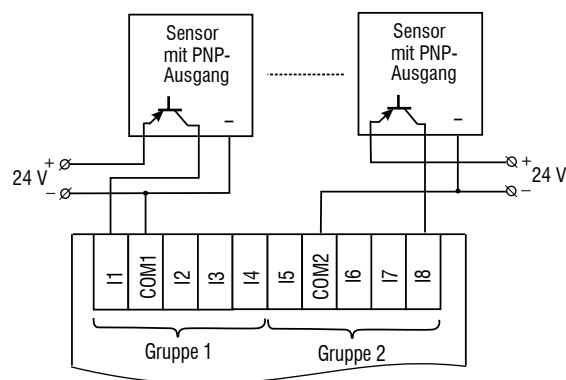 Sensor
mit PNP-
Ausgang
–
Sensor
mit PNP-
Ausgang
–
+
24 V
–
+
24 V
–
I1
COM1
I2
I3
I4
I5
COM2
I6
I7
I8
Gruppe 1
Gruppe 2